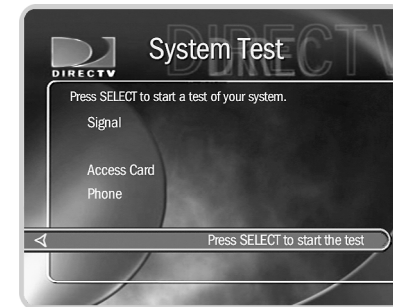 DIRECTV
System Test
DIRECTV
Press SELECT to start a test of your system.
Signal
Access Card
Phone
Press SELECT to start the test